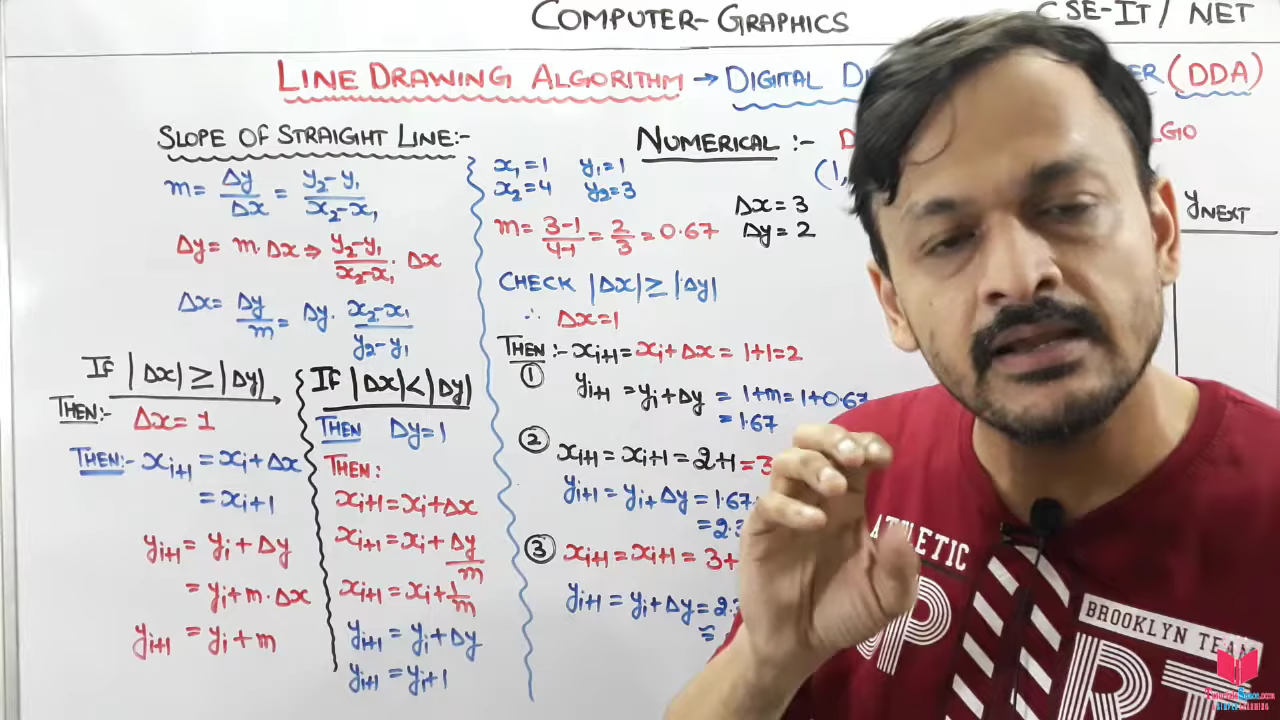 COMPUTER-GRAPHICS
CSE-IT / NET
LINE DRAWING ALGORITHM → DIGITAL (DDA)
SLOPE OF STRAIGHT LINE:-
m = Δy/Δx = y₂-y₁/x₂-x₁
Δy = m·Δx ⇒ y₂-y₁/x₂-x₁ · Δx
Δx = Δy/m = Δy · x₂-x₁/y₂-y₁
IF |Δx| ≥ |Δy|
THEN:- Δx = 1
THEN:- xᵢ₊₁ = xᵢ + Δx
= xᵢ+1
yᵢ₊₁ = yᵢ + Δy
= yᵢ + m·Δx
yᵢ₊₁ = yᵢ + m
IF |Δx| < |Δy|
THEN Δy=1
THEN:
xᵢ₊₁ = xᵢ + Δx
xᵢ₊₁ = xᵢ + Δy/m
xᵢ₊₁ = xᵢ + 1/m
yᵢ₊₁ = yᵢ + Δy
yᵢ₊₁ = yᵢ+1
NUMERICAL :-
x₁=1 y₁=1
x₂=4 y₂=3
Δx = 3
Δy = 2
m = 3-1/4-1 = 2/3 = 0.67
CHECK |Δx| ≥ |Δy|
∴ Δx=1
THEN:- xᵢ₊₁ = xᵢ + Δx = 1+1=2
① yᵢ₊₁ = yᵢ + Δy = 1+m = 1+0.67
= 1.67
② xᵢ₊₁ = xᵢ+1 = 2+1 = 3
yᵢ₊₁ = yᵢ + Δy = 1.67
③ xᵢ₊₁ = xᵢ+1 = 3+
yᵢ₊₁ = yᵢ + Δy =
yNEXT
ATHLETIC
BROOKLYN TEAM